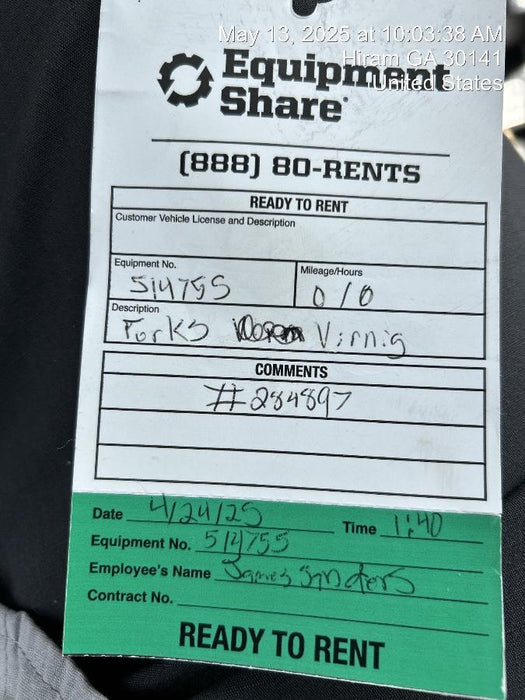 May 13, 2025 at 10:03:38 AM
Hiram GA 30141
United States
Equipment
Share
(888) 80-RENTS
READY TO RENT
Customer Vehicle License and Description
Equipment No.
514755
Mileage/Hours
0/0
Description
Forks Virnig
COMMENTS
#284897
Date 4/24/25 Time 1:40
Equipment No. 514755
Employee's Name James Sanders
Contract No.
READY TO RENT